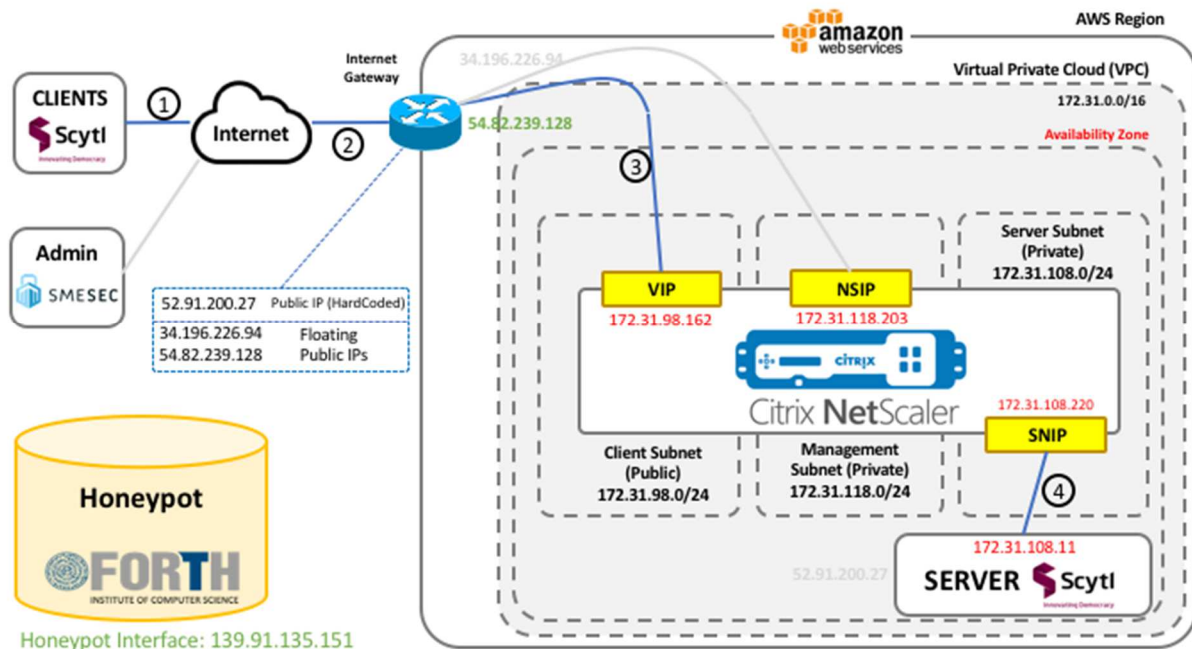 AWS Region
amazon
web services
Internet
Gateway
34.196.226.94
Virtual Private Cloud (VPC)
172.31.0.0/16
CLIENTS
Scytl
Innovating Democracy
1
Internet
2
54.82.239.128
Availability Zone
3
Admin
SMESEC
Server Subnet
(Private)
172.31.108.0/24
52.91.200.27 Public IP (HardCoded)
34.196.226.94 Floating
54.82.239.128 Public IPs
VIP
NSIP
172.31.98.162
172.31.118.203
CITRIX
Citrix NetScaler
172.31.108.220
SNIP
Client Subnet
(Public)
172.31.98.0/24
Management
Subnet (Private)
172.31.118.0/24
4
Honeypot
FORTH
INSTITUTE OF COMPUTER SCIENCE
Honeypot Interface: 139.91.135.151
172.31.108.11
52.91.200.27
SERVER Scytl
Innovating Democracy